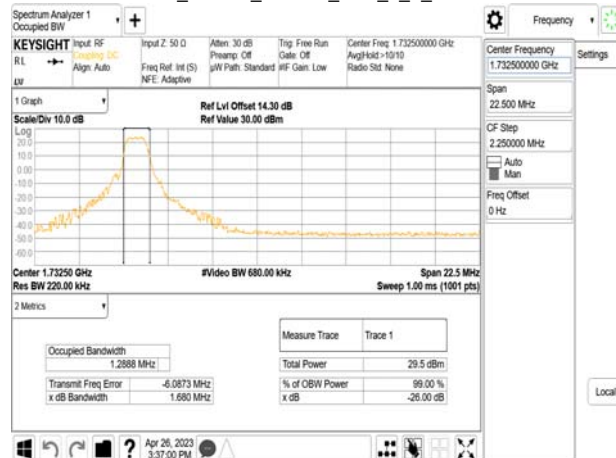 Spectrum Analyzer 1
Occupied BW
Frequency
KEYSIGHT
Input: RF
Coupling: DC
Align: Auto
Input Z: 50 Ω
Freq Ref: Int (S)
NFE: Adaptive
Atten: 30 dB
Preamp: Off
µW Path: Standard
Trig: Free Run
Gate: Off
#IF Gain: Low
Center Freq: 1.732500000 GHz
Avg|Hold:>10/10
Radio Std: None
RL
Center Frequency
1.732500000 GHz
Settings
Span
22.500 MHz
CF Step
2.250000 MHz
Auto
Man
Freq Offset
0 Hz
Local
1 Graph
Scale/Div 10.0 dB
Ref Lvl Offset 14.30 dB
Ref Value 30.00 dBm
Log
20.0
10.0
0.00
-10.0
-20.0
-30.0
-40.0
-50.0
-60.0
Center 1.73250 GHz
#Video BW 680.00 kHz
Span 22.5 MHz
Res BW 220.00 kHz
Sweep 1.00 ms (1001 pts)
2 Metrics
Measure Trace
Trace 1
Occupied Bandwidth
1.2888 MHz
Total Power
29.5 dBm
Transmit Freq Error
-6.0873 MHz
% of OBW Power
99.00 %
x dB Bandwidth
1.680 MHz
x dB
-26.00 dB
Apr 26, 2023
3:37:00 PM